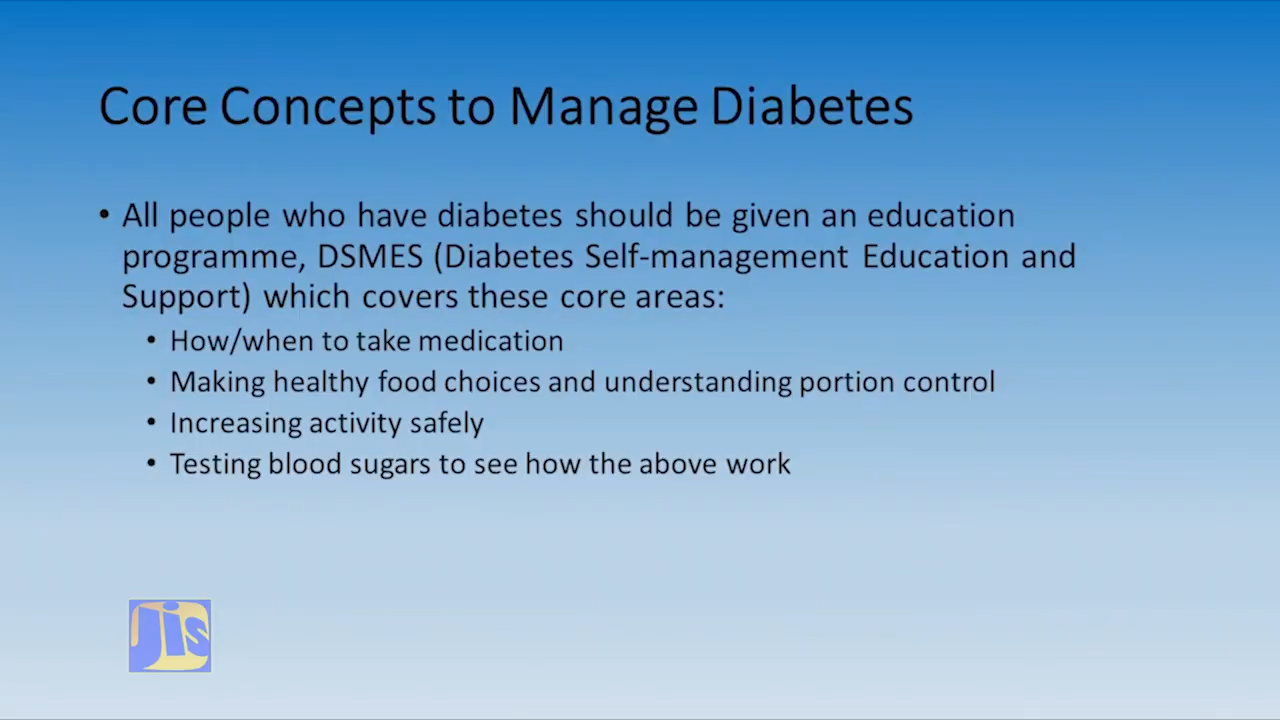 Core Concepts to Manage Diabetes
• All people who have diabetes should be given an education
programme, DSMES (Diabetes Self-management Education and
Support) which covers these core areas:
• How/when to take medication
• Making healthy food choices and understanding portion control
• Increasing activity safely
• Testing blood sugars to see how the above work
Jis